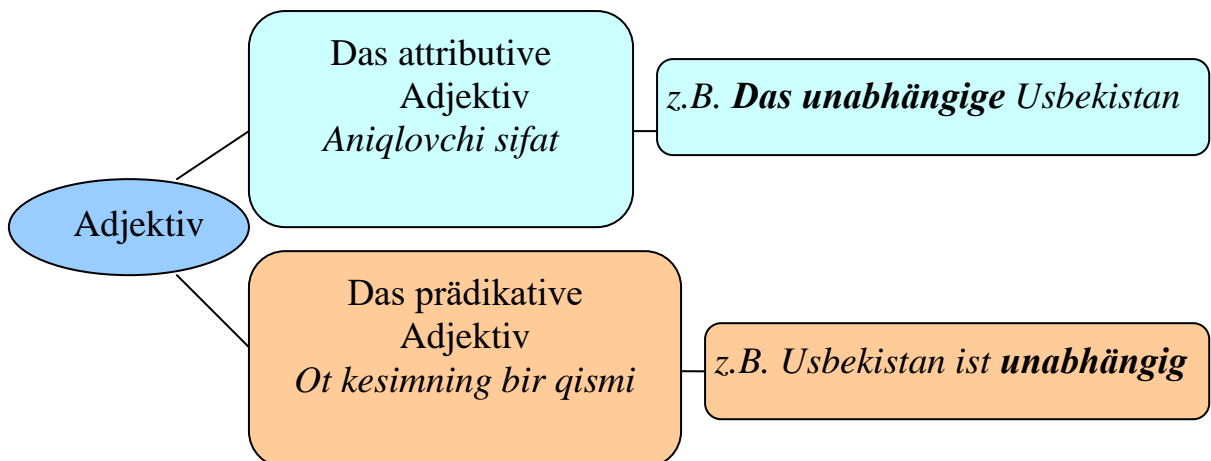 Adjektiv
Das attributive
Adjektiv
Aniqlovchi sifat
z.B. Das unabhängige Usbekistan
Das prädikative
Adjektiv
Ot kesimning bir qismi
z.B. Usbekistan ist unabhängig